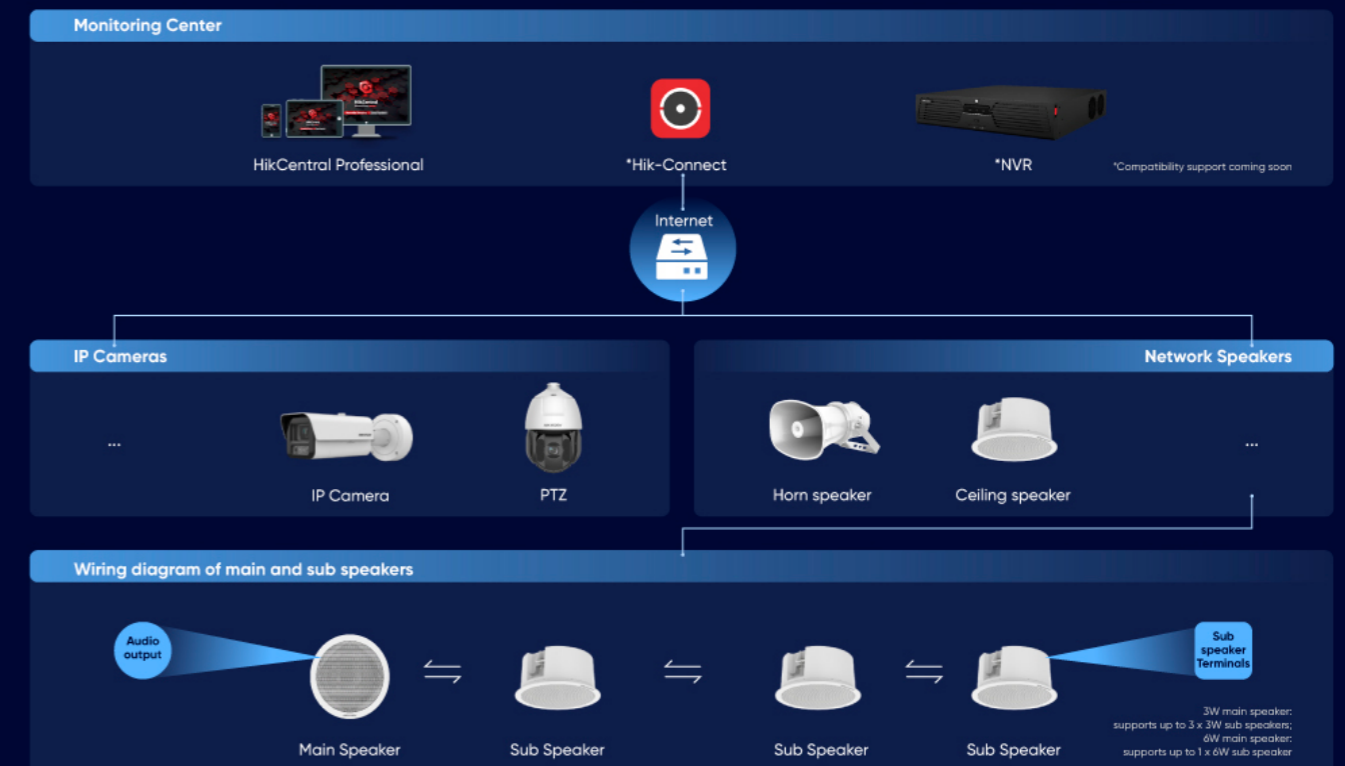 Monitoring Center
HikCentral
HikCentral Professional
*Hik-Connect
*NVR
*Compatibility support coming soon
Internet
IP Cameras
Network Speakers
...
IP Camera
PTZ
Horn speaker
Ceiling speaker
...
Wiring diagram of main and sub speakers
Audio
output
Sub
speaker
Terminals
Main Speaker
Sub Speaker
Sub Speaker
Sub Speaker
3W main speaker:
supports up to 3 x 3W sub speakers;
6W main speaker:
supports up to 1 x 6W sub speaker